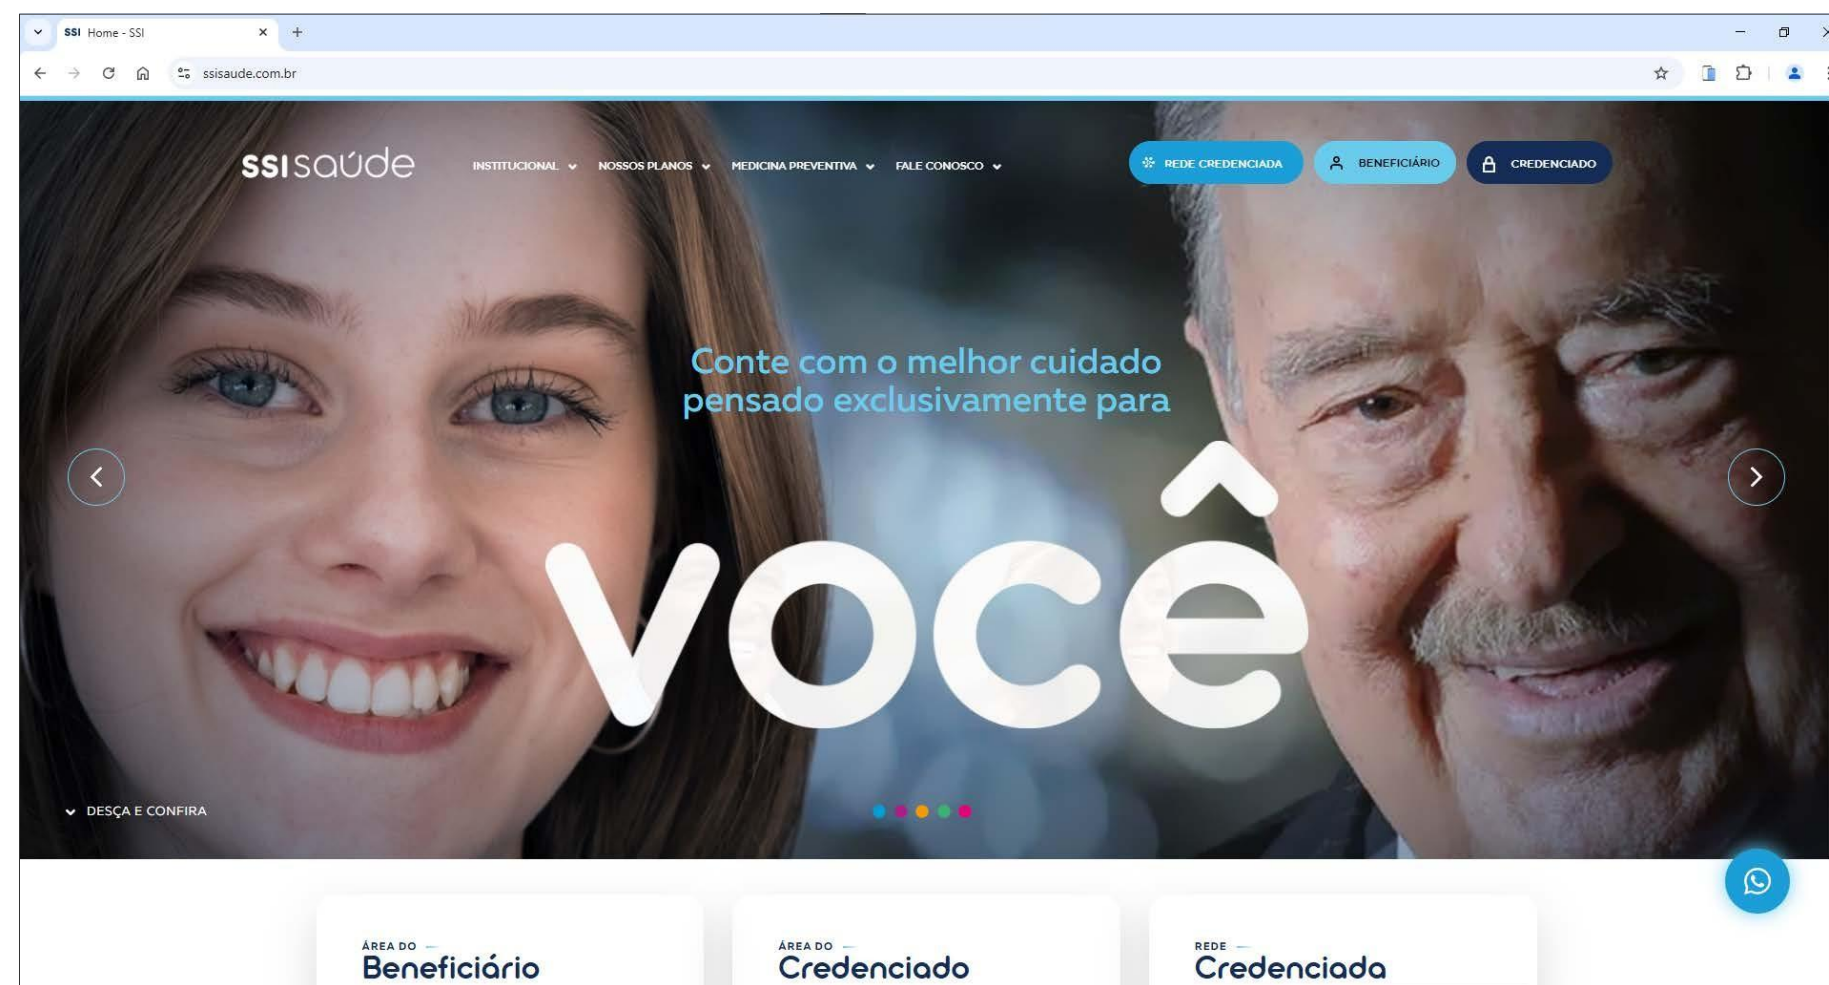 SSI Home - SSI
ssisaude.com.br
ssisaúde
INSTITUCIONAL
NOSSOS PLANOS
MEDICINA PREVENTIVA
FALE CONOSCO
REDE CREDENCIADA
BENEFICIÁRIO
CREDENCIADO
Conte com o melhor cuidado
pensado exclusivamente para
você
DESÇA E CONFIRA
ÁREA DO
Beneficiário
ÁREA DO
Credenciado
REDE
Credenciada